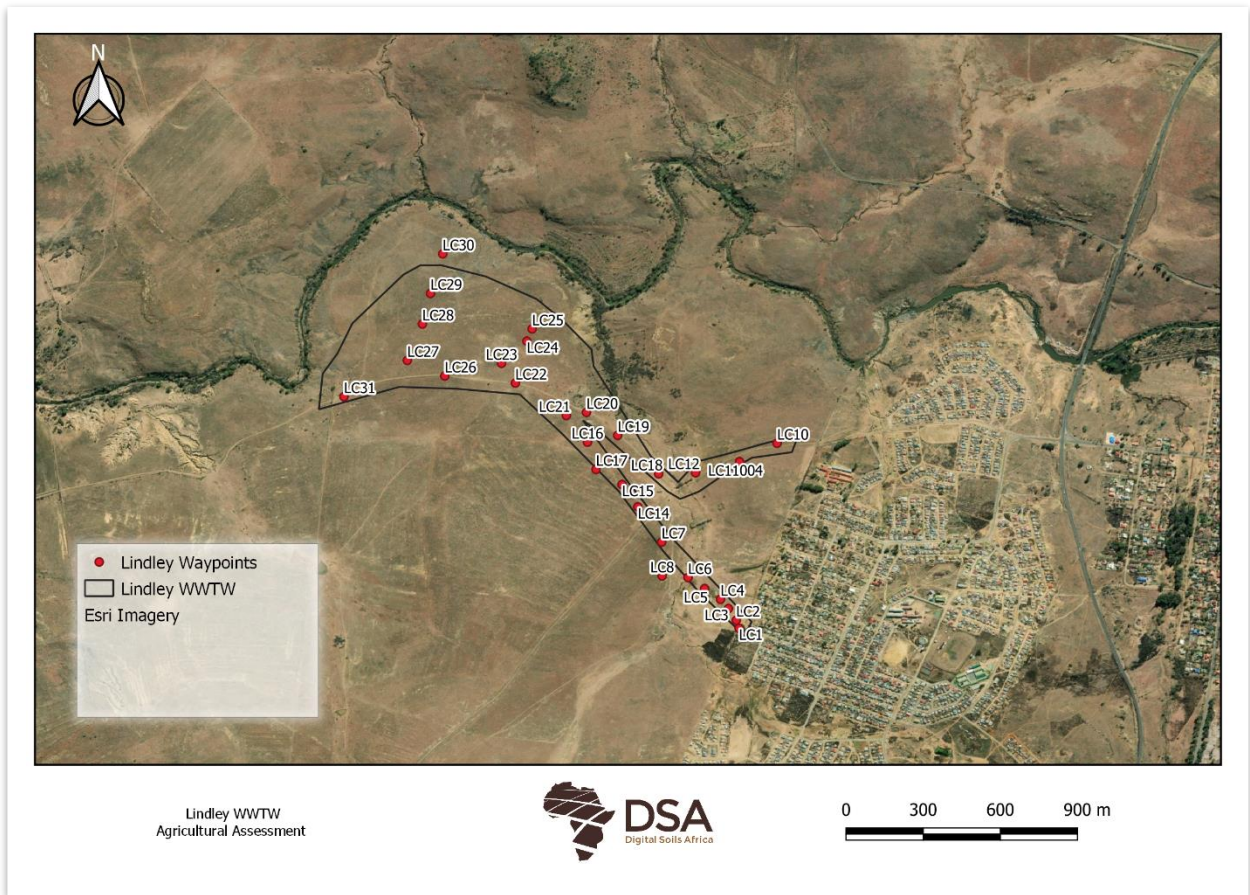 N
LC30
LC29
LC28
LC25
LC24
LC27
LC23
LC26
LC22
LC31
LC21
LC20
LC16
LC19
LC10
LC17
LC18
LC12
LC11004
LC15
LC14
LC7
LC8
LC6
LC5
LC4
LC3
LC2
LC1
Lindley Waypoints
Lindley WWTW
Esri Imagery
Lindley WWTW
Agricultural Assessment
DSA
Digital Soils Africa
0 300 600 900 m